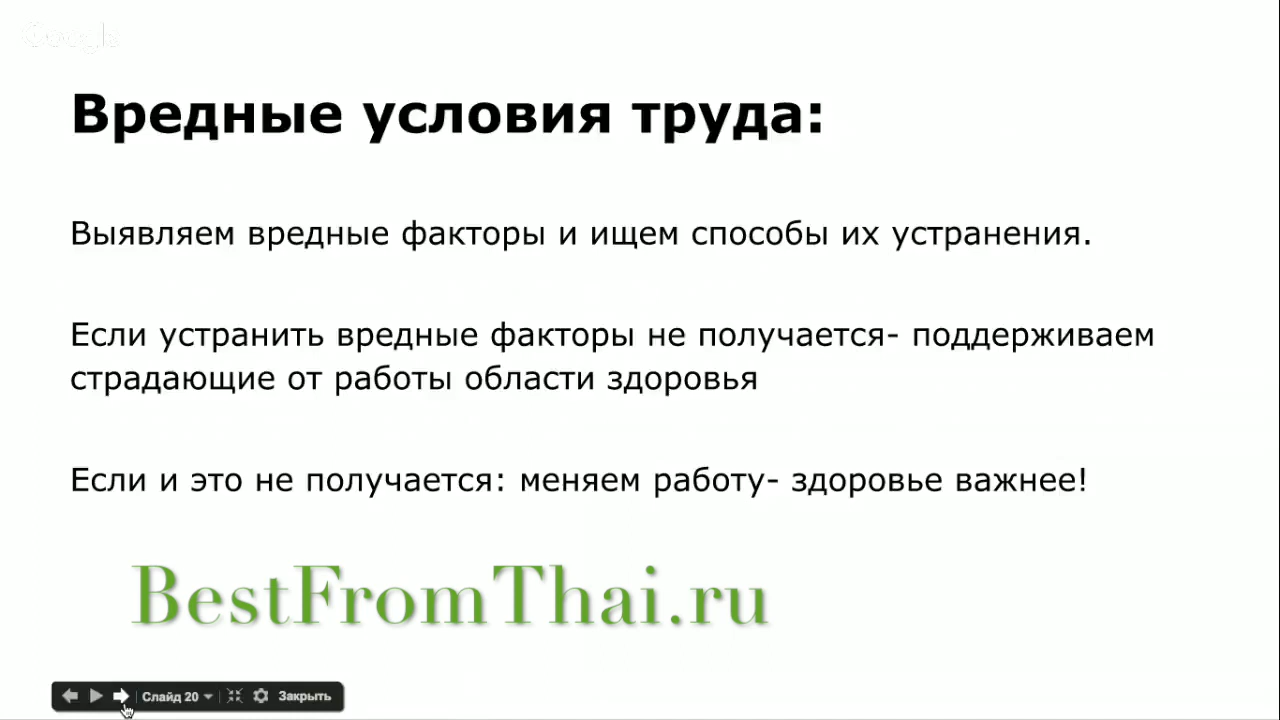 Google
Вредные условия труда:
Выявляем вредные факторы и ищем способы их устранения.
Если устранить вредные факторы не получается- поддерживаем
страдающие от работы области здоровья
Если и это не получается: меняем работу- здоровье важнее!
BestFromThai.ru
Слайд 20 Закрыть